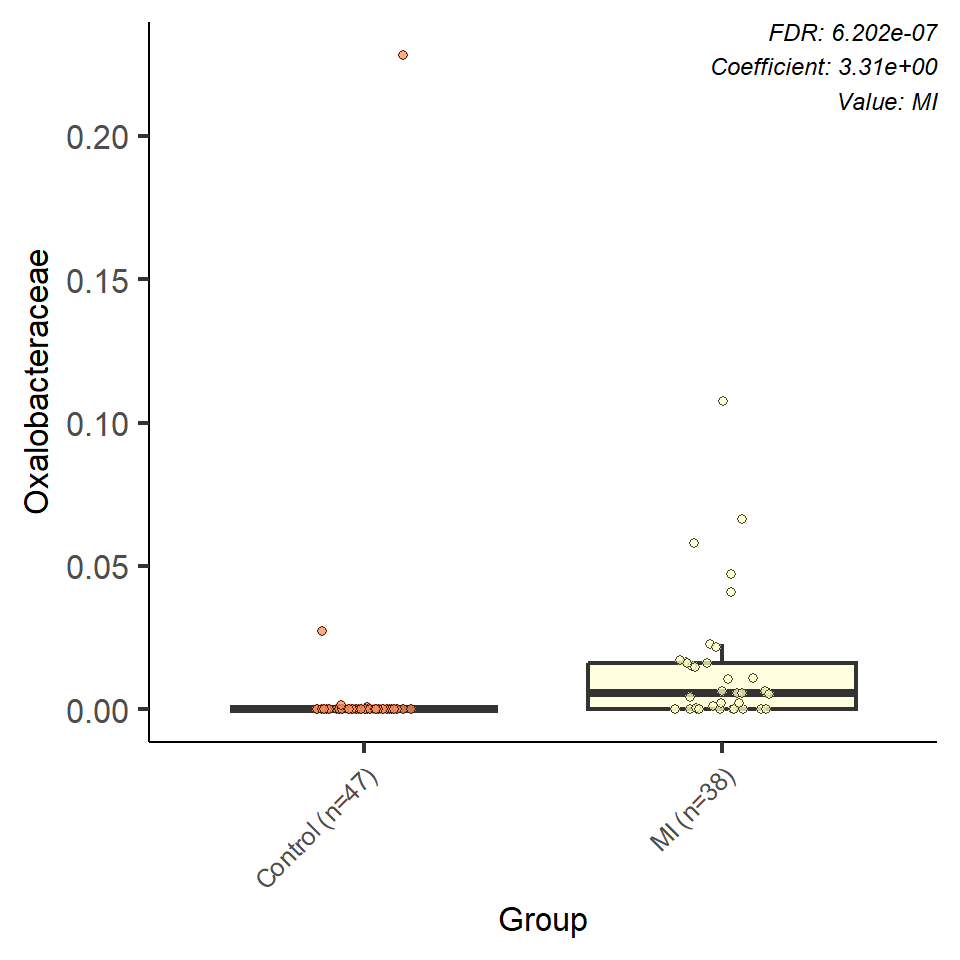 FDR: 6.202e-07
Coefficient: 3.31e+00
Value: MI
Oxalobacteraceae
0.20
0.15
0.10
0.05
0.00
Control (n=47)
MI (n=38)
Group